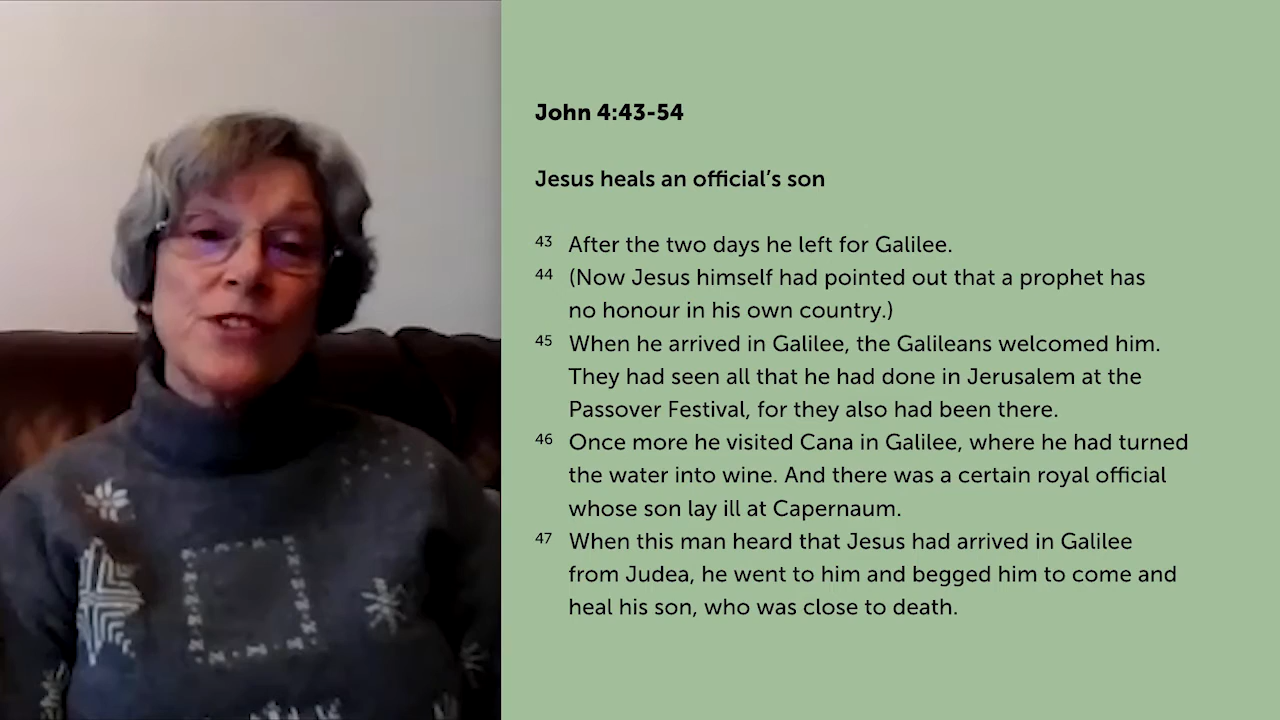 John 4:43-54
Jesus heals an official’s son
43 After the two days he left for Galilee.
44 (Now Jesus himself had pointed out that a prophet has
no honour in his own country.)
45 When he arrived in Galilee, the Galileans welcomed him.
They had seen all that he had done in Jerusalem at the
Passover Festival, for they also had been there.
46 Once more he visited Cana in Galilee, where he had turned
the water into wine. And there was a certain royal official
whose son lay ill at Capernaum.
47 When this man heard that Jesus had arrived in Galilee
from Judea, he went to him and begged him to come and
heal his son, who was close to death.